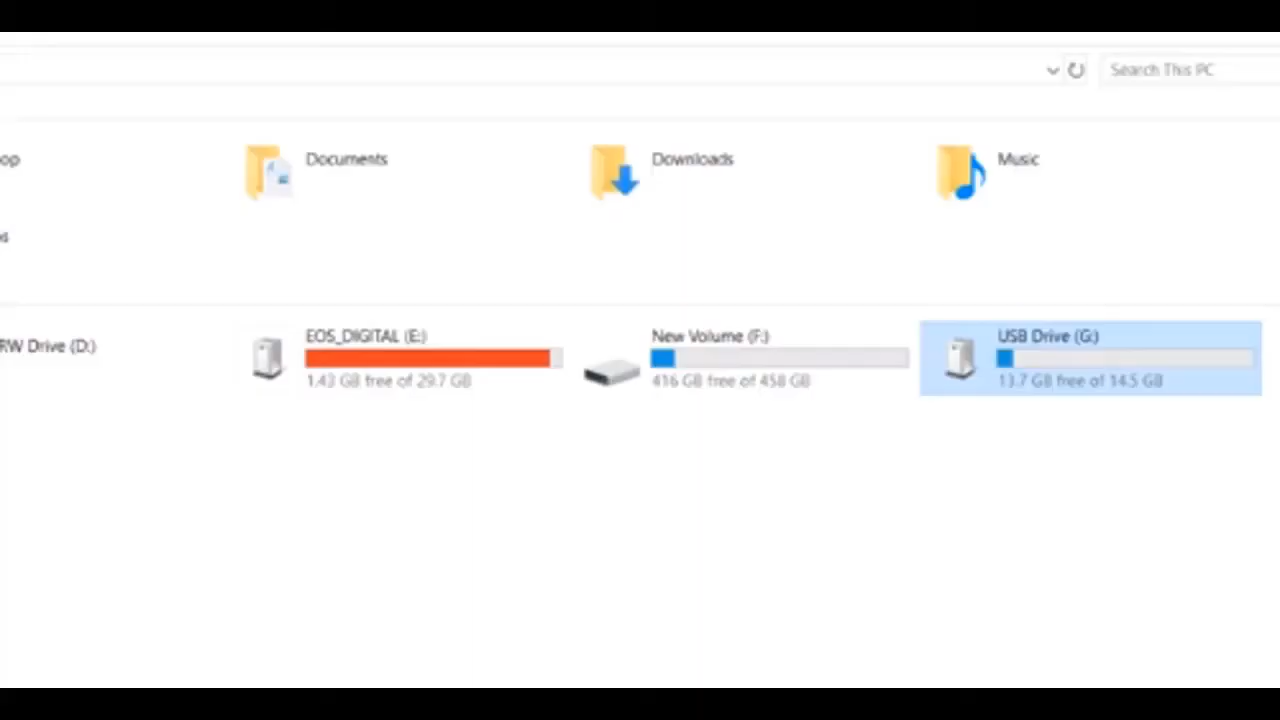 Search This PC
op
Documents
Downloads
Music
RW Drive (D:)
EOS_DIGITAL (E:)
1.43 GB free of 29.7 GB
New Volume (F:)
416 GB free of 458 GB
USB Drive (G:)
13.7 GB free of 14.5 GB